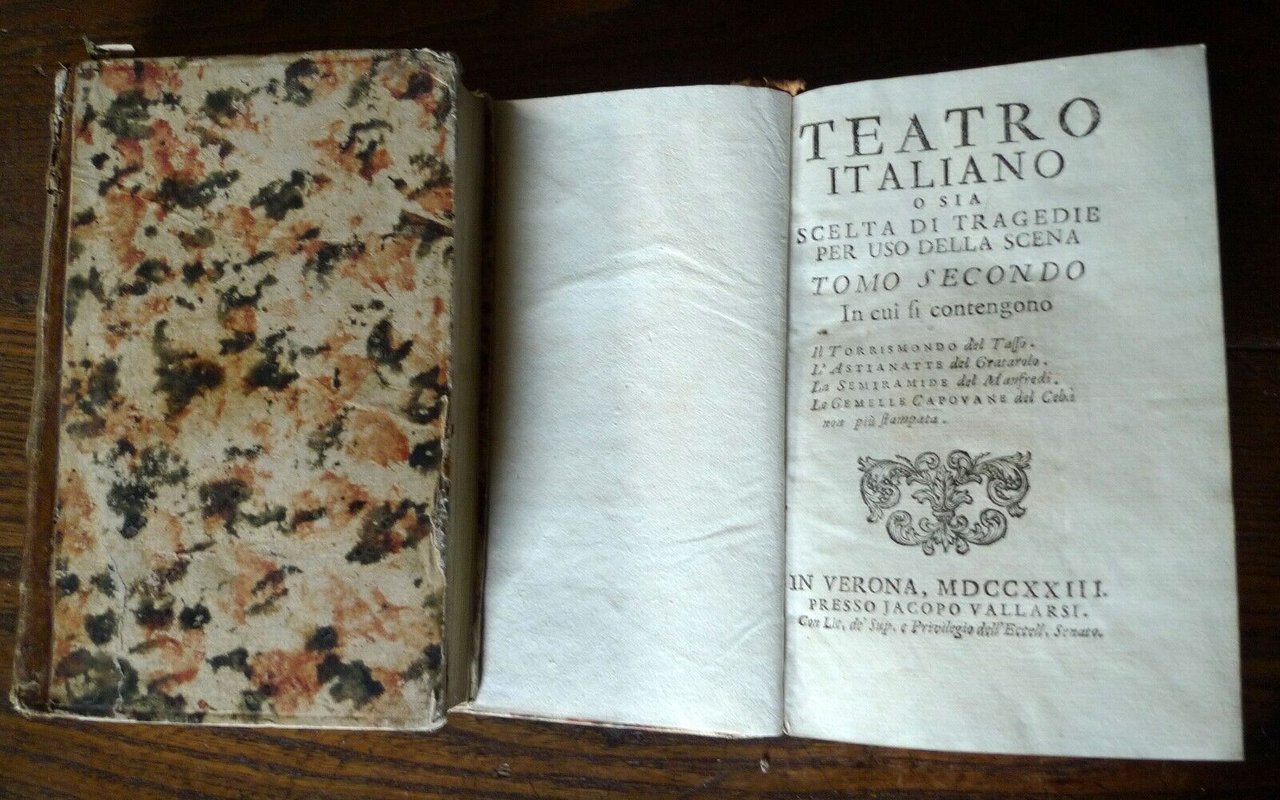 TEATRO
ITALIANO
O SIA
SCELTA DI TRAGEDIE
PER USO DELLA SCENA
TOMO SECONDO
In cui ſi contengono
Il TORRISMONDO del Taſſo.
L'ASTIANATTE del Gratarolo.
La SEMIRAMIDE del Manfredi.
Le GEMELLE CAPOVANE del Cebà
non più ſtampata.
IN VERONA, MDCCXXIII.
PRESSO JACOPO VALLARSI.
Con Lic. de' Sup. e Privilegio dell' Eccell. Senato.